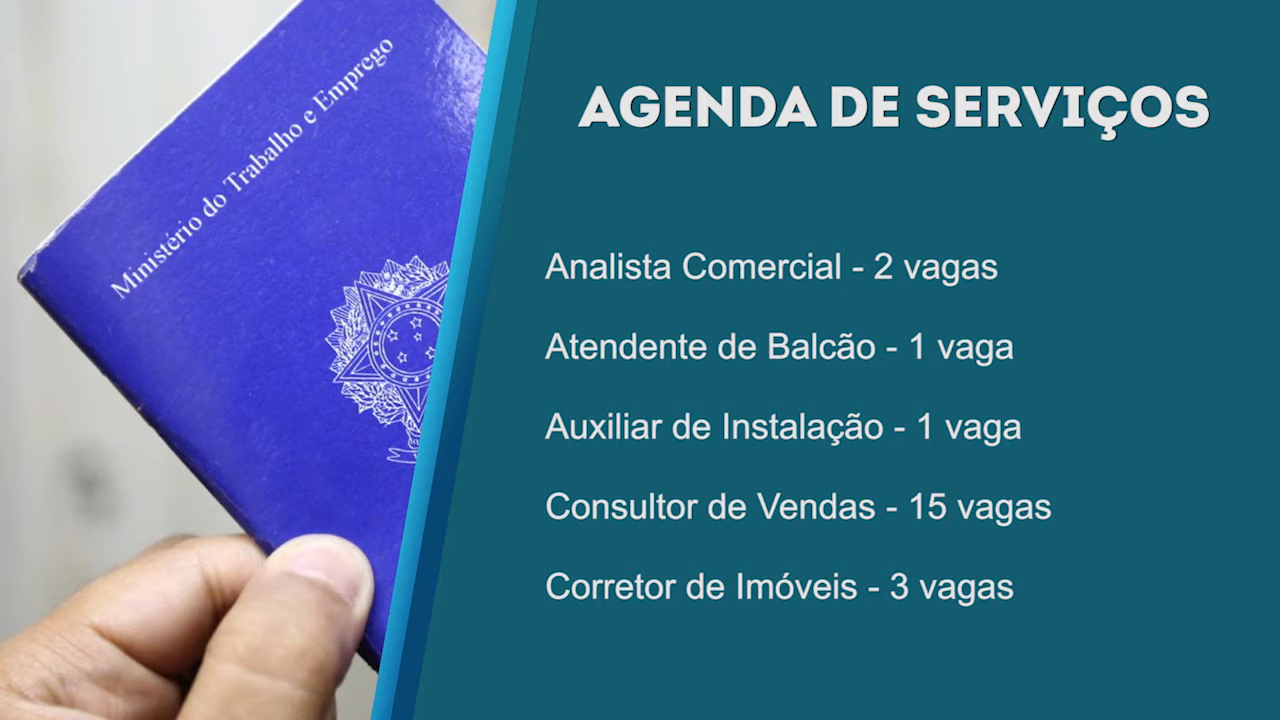 Ministério do Trabalho e Emprego
AGENDA DE SERVIÇOS
Analista Comercial - 2 vagas
Atendente de Balcão - 1 vaga
Auxiliar de Instalação - 1 vaga
Consultor de Vendas - 15 vagas
Corretor de Imóveis - 3 vagas